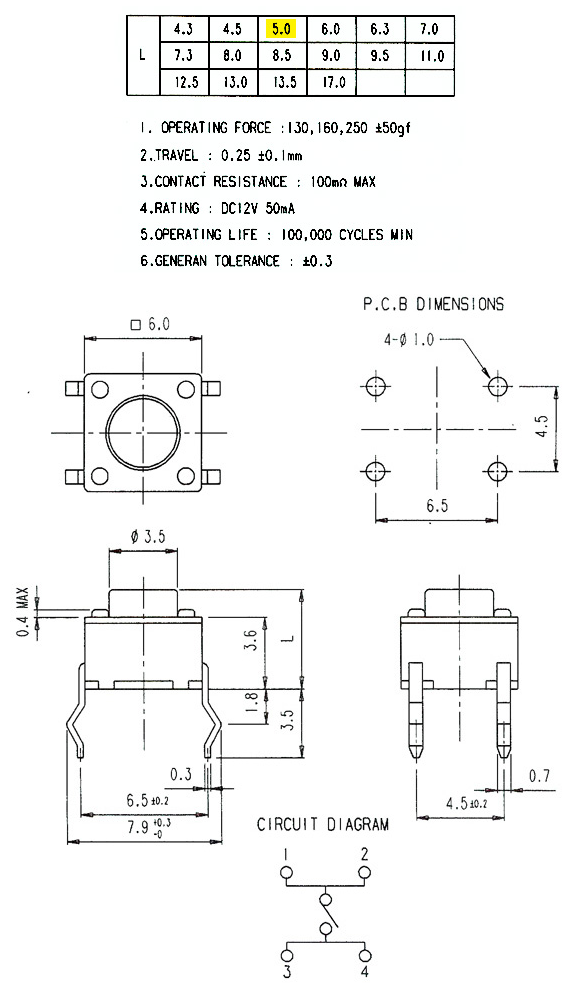 L
4.3 4.5 5.0 6.0 6.3 7.0
7.3 8.0 8.5 9.0 9.5 11.0
12.5 13.0 13.5 17.0
1. OPERATING FORCE :130,160,250 ±50gf
2.TRAVEL : 0.25 ±0.1mm
3.CONTACT RESISTANCE : 100mΩ MAX
4.RATING : DC12V 50mA
5.OPERATING LIFE : 100,000 CYCLES MIN
6.GENERAN TOLERANCE : ±0.3
P.C.B DIMENSIONS
□ 6.0
4-Ø 1.0
4.5
6.5
Ø 3.5
0.4 MAX
3.6
L
1.8
3.5
0.3
0.7
6.5±0.2
4.5±0.2
7.9 +0.3 -0
CIRCUIT DIAGRAM
1 2
3 4